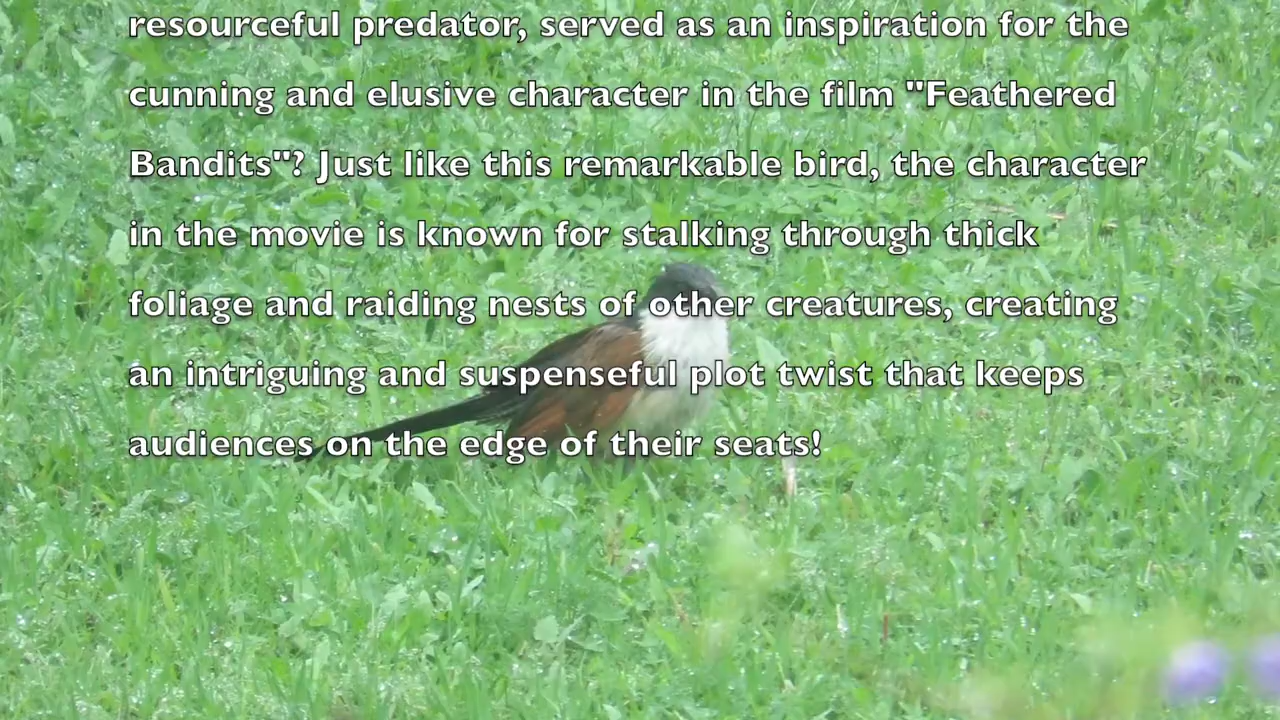 resourceful predator, served as an inspiration for the
cunning and elusive character in the film "Feathered
Bandits"? Just like this remarkable bird, the character
in the movie is known for stalking through thick
foliage and raiding nests of other creatures, creating
an intriguing and suspenseful plot twist that keeps
audiences on the edge of their seats!